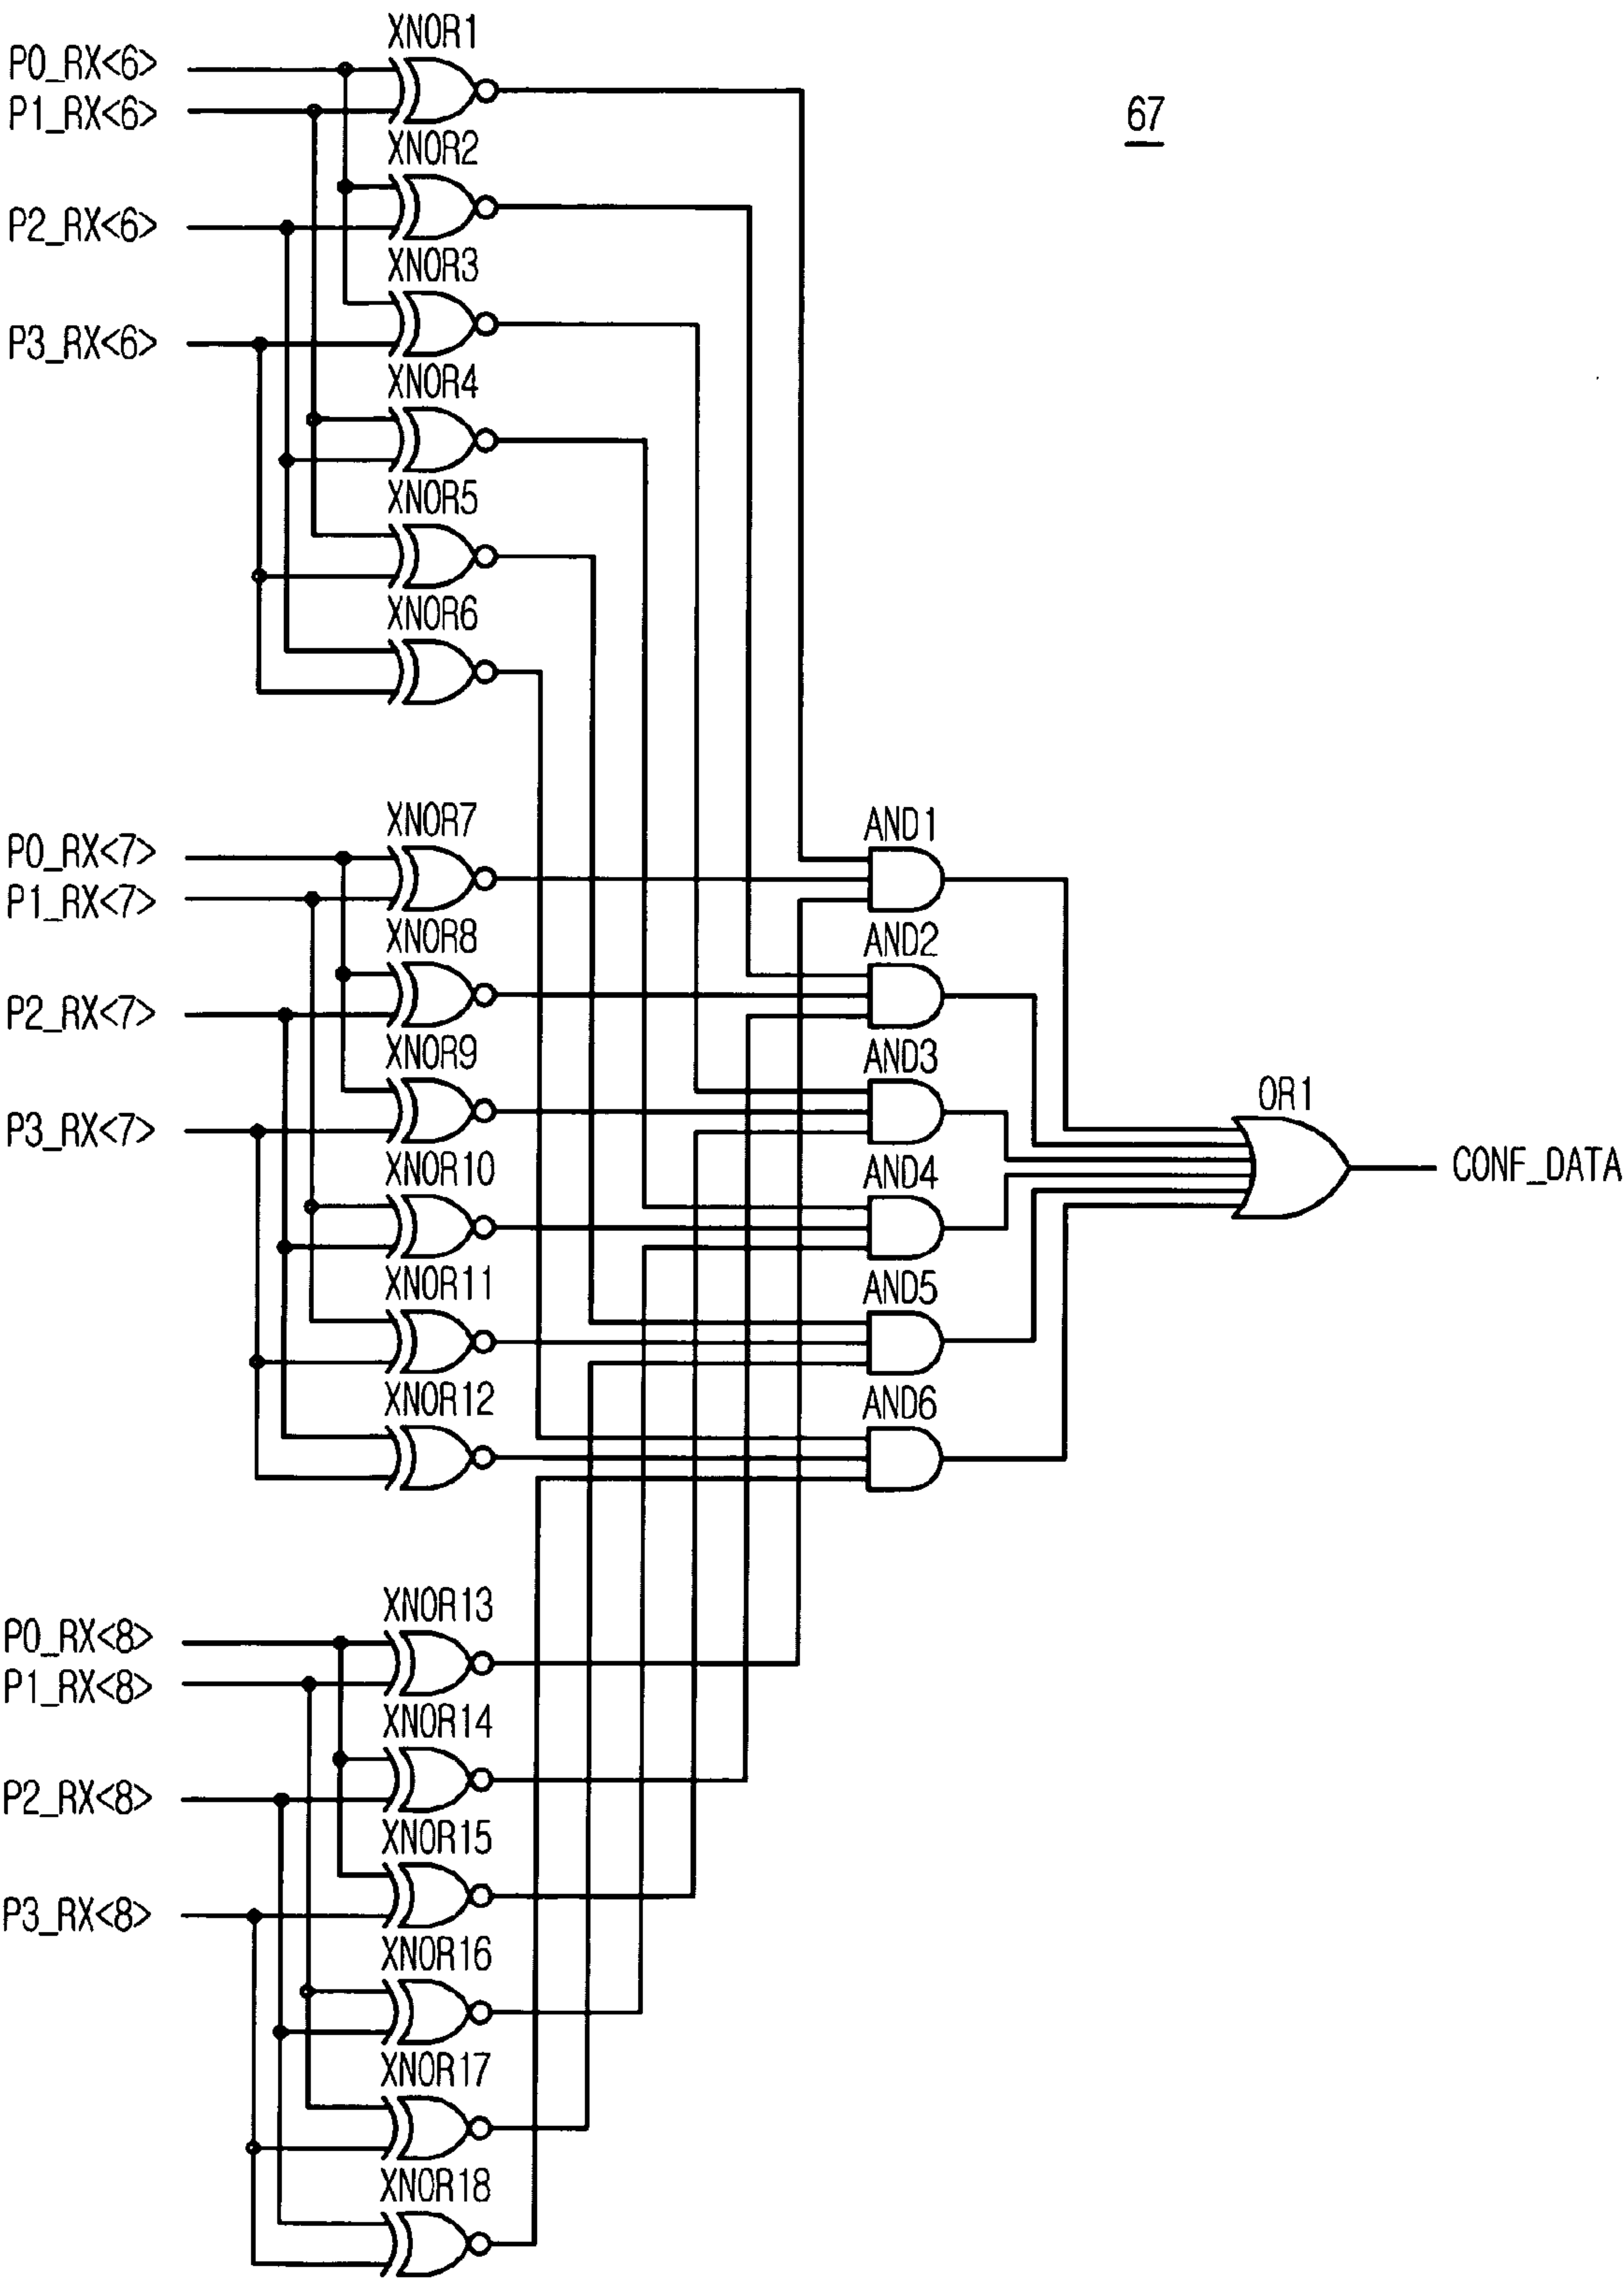 XNOR1
P0_RX<6>
67
P1_RX<6>
XNOR2
P2_RX<6>
XNOR3
P3_RX<6>
XNOR4
XNOR5
XNOR6
XNOR7
AND1
P0_RX<7>
P1_RX<7>
XNOR8
AND2
P2_RX<7>
XNOR9
AND3
OR1
P3_RX<7>
XNOR10
AND4
CONF_DATA
XNOR11
AND5
XNOR12
AND6
XNOR13
P0_RX<8>
P1_RX<8>
XNOR14
P2_RX<8>
XNOR15
P3_RX<8>
XNOR16
XNOR17
XNOR18